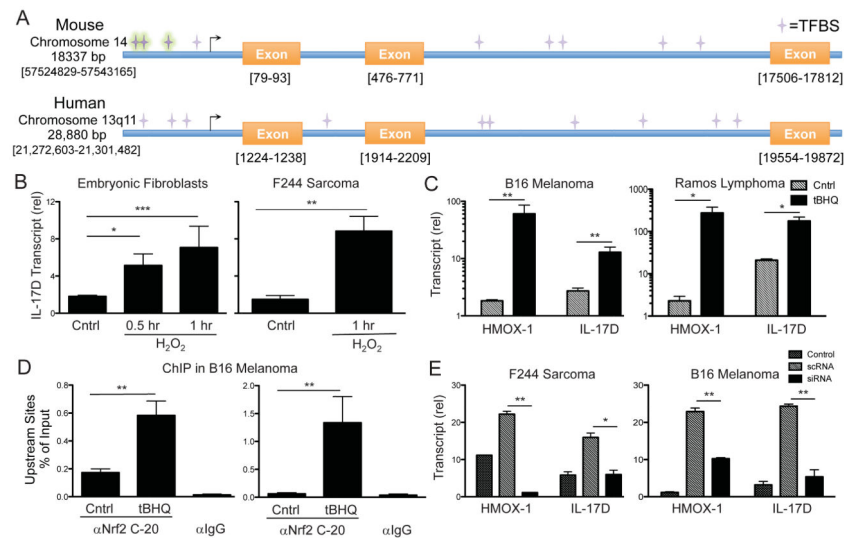 A
Mouse
Chromosome 14
18337 bp
[57524829-57543165]
=TFBS
Exon
Exon
Exon
[79-93]
[476-771]
[17506-17812]
Human
Chromosome 13q11
28,880 bp
[21,272,603-21,301,482]
Exon
Exon
Exon
[1224-1238]
[1914-2209]
[19554-19872]
B
Embryonic Fibroblasts
F244 Sarcoma
IL-17D Transcript (rel)
12
8
4
0
***
*
**
Cntrl
0.5 hr
1 hr
H₂O₂
Cntrl
1 hr
H₂O₂
C
B16 Melanoma
Ramos Lymphoma
Cntrl
tBHQ
Transcript (rel)
100
10
1
**
**
HMOX-1
IL-17D
1000
100
10
1
*
*
HMOX-1
IL-17D
D
ChIP in B16 Melanoma
Upstream Sites
% of Input
0.8
0.6
0.4
0.2
0.0
**
Cntrl
tBHQ
αNrf2 C-20
αIgG
2.0
1.5
1.0
0.5
0.0
**
Cntrl
tBHQ
αNrf2 C-20
αIgG
E
F244 Sarcoma
B16 Melanoma
Control
scRNA
siRNA
Transcript (rel)
30
20
10
0
**
*
HMOX-1
IL-17D
30
20
10
0
**
**
HMOX-1
IL-17D